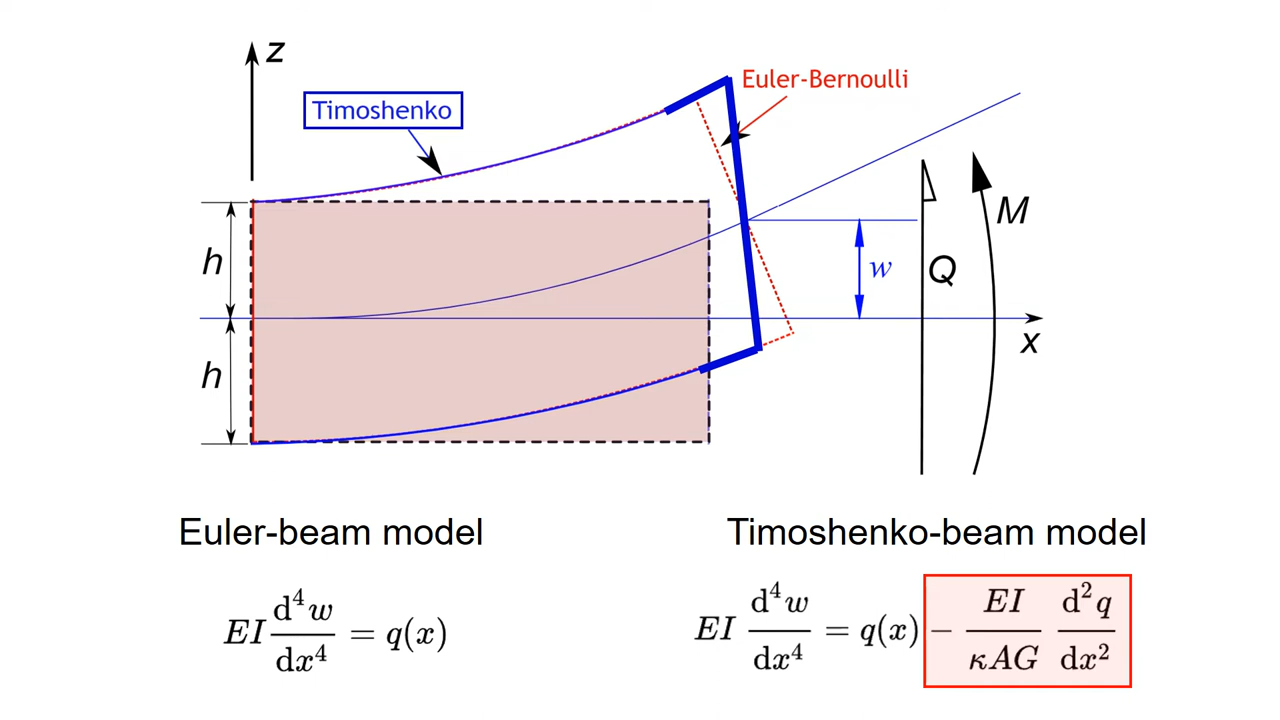 z
Timoshenko
Euler-Bernoulli
h
M
w
Q
x
h
Euler-beam model
Timoshenko-beam model
EI d⁴w/dx⁴ = q(x)
EI d⁴w/dx⁴ = q(x) − EI/κAG d²q/dx²